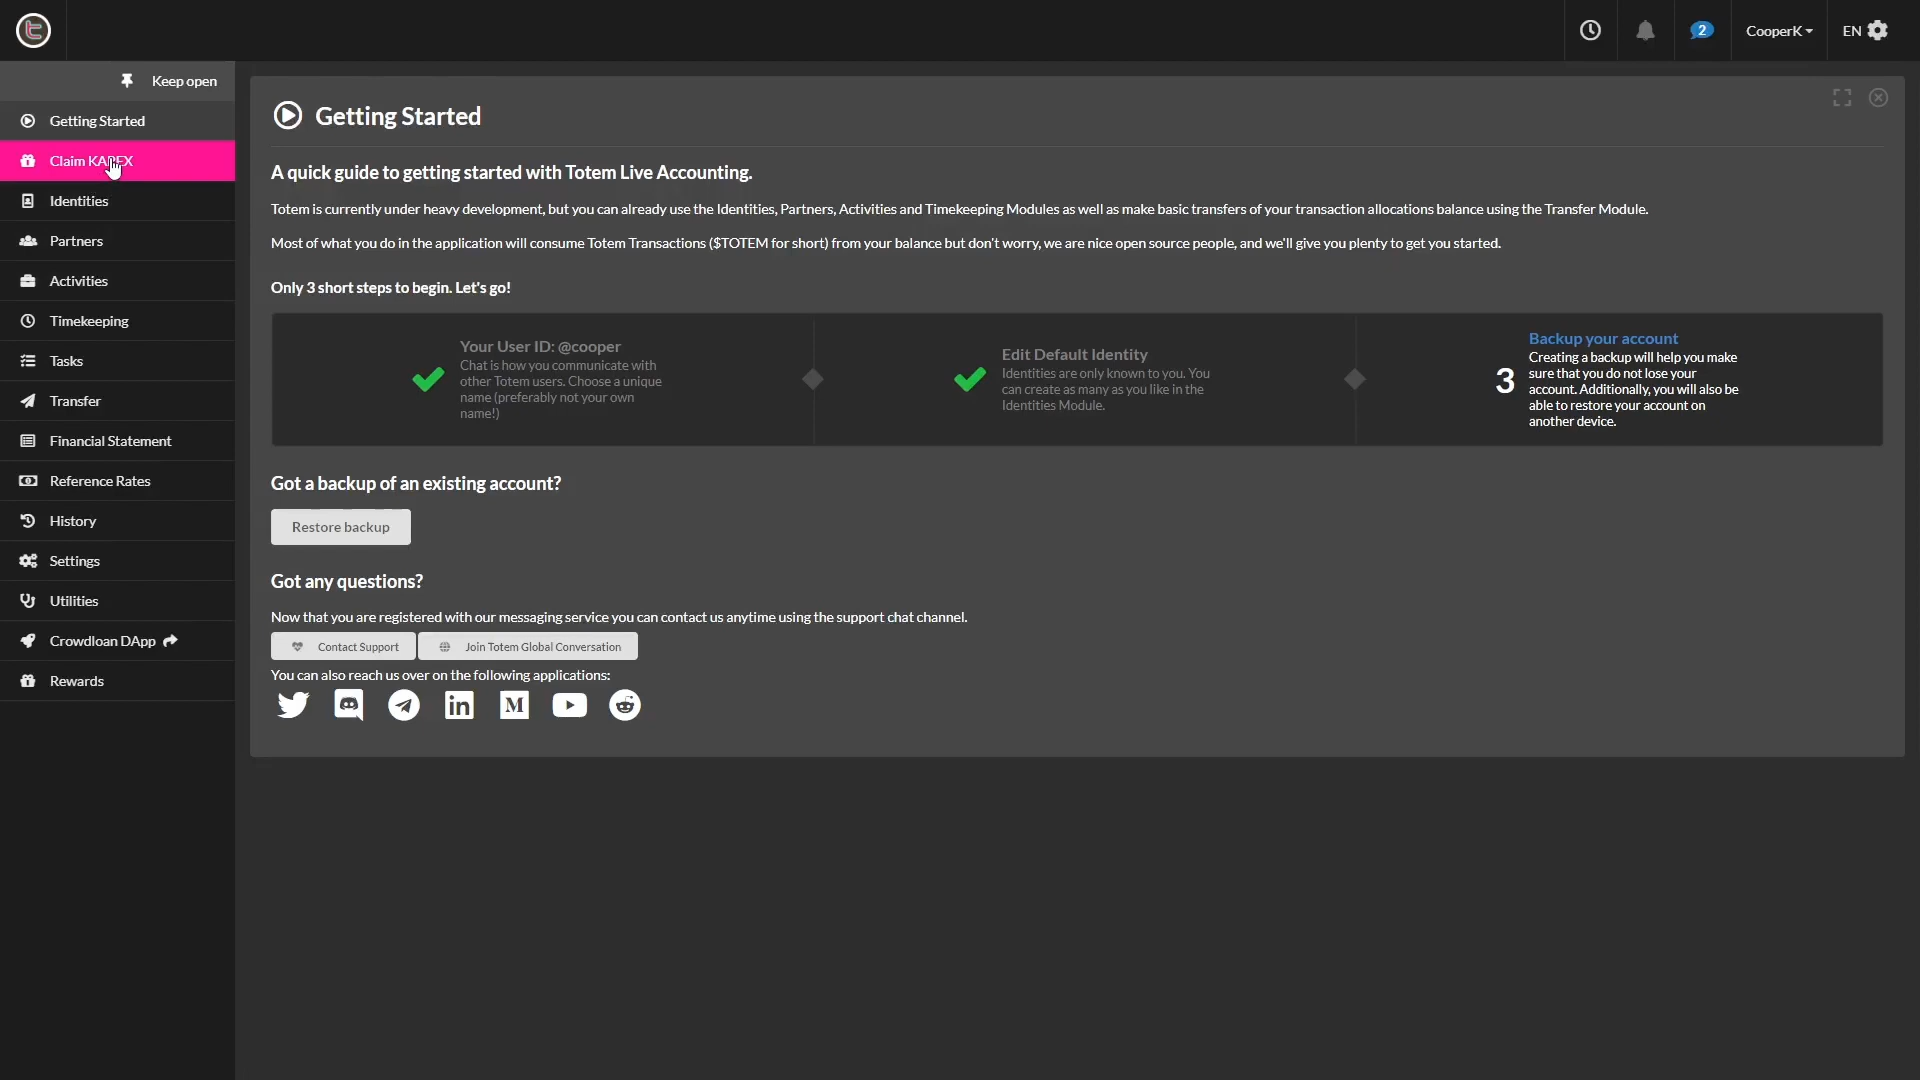 2
CooperK
EN
Keep open
Getting Started
Claim KAPEX
Identities
Partners
Activities
Timekeeping
Tasks
Transfer
Financial Statement
Reference Rates
History
Settings
Utilities
Crowdloan DApp
Rewards
Getting Started
A quick guide to getting started with Totem Live Accounting.
Totem is currently under heavy development, but you can already use the Identities, Partners, Activities and Timekeeping Modules as well as make basic transfers of your transaction allocations balance using the Transfer Module.
Most of what you do in the application will consume Totem Transactions ($TOTEM for short) from your balance but don't worry, we are nice open source people, and we'll give you plenty to get you started.
Only 3 short steps to begin. Let's go!
Your User ID: @cooper
Chat is how you communicate with
other Totem users. Choose a unique
name (preferably not your own
name!)
Edit Default Identity
Identities are only known to you. You
can create as many as you like in the
Identities Module.
3
Backup your account
Creating a backup will help you make
sure that you do not lose your
account. Additionally, you will also be
able to restore your account on
another device.
Got a backup of an existing account?
Restore backup
Got any questions?
Now that you are registered with our messaging service you can contact us anytime using the support chat channel.
Contact Support
Join Totem Global Conversation
You can also reach us over on the following applications: